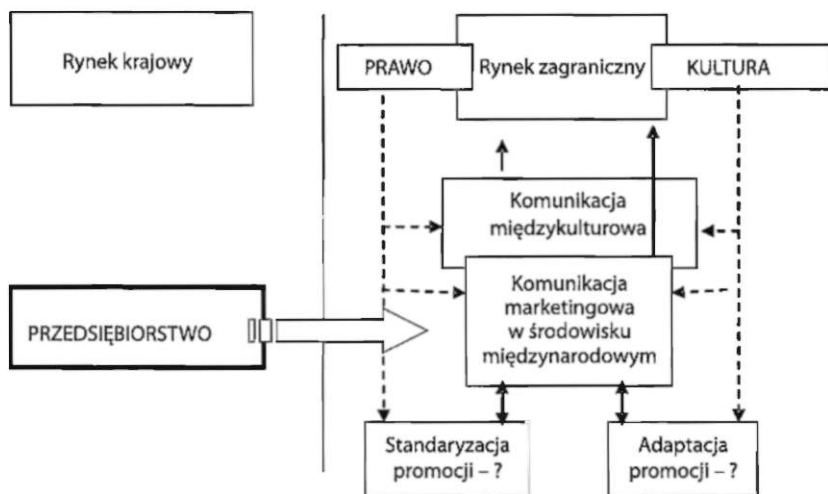 Rynek krajowy
PRAWO
Rynek zagraniczny
KULTURA
Komunikacja
międzykulturowa
Komunikacja
marketingowa
w środowisku
międzynarodowym
PRZEDSIĘBIORSTWO
Standaryzacja
promocji – ?
Adaptacja
promocji – ?